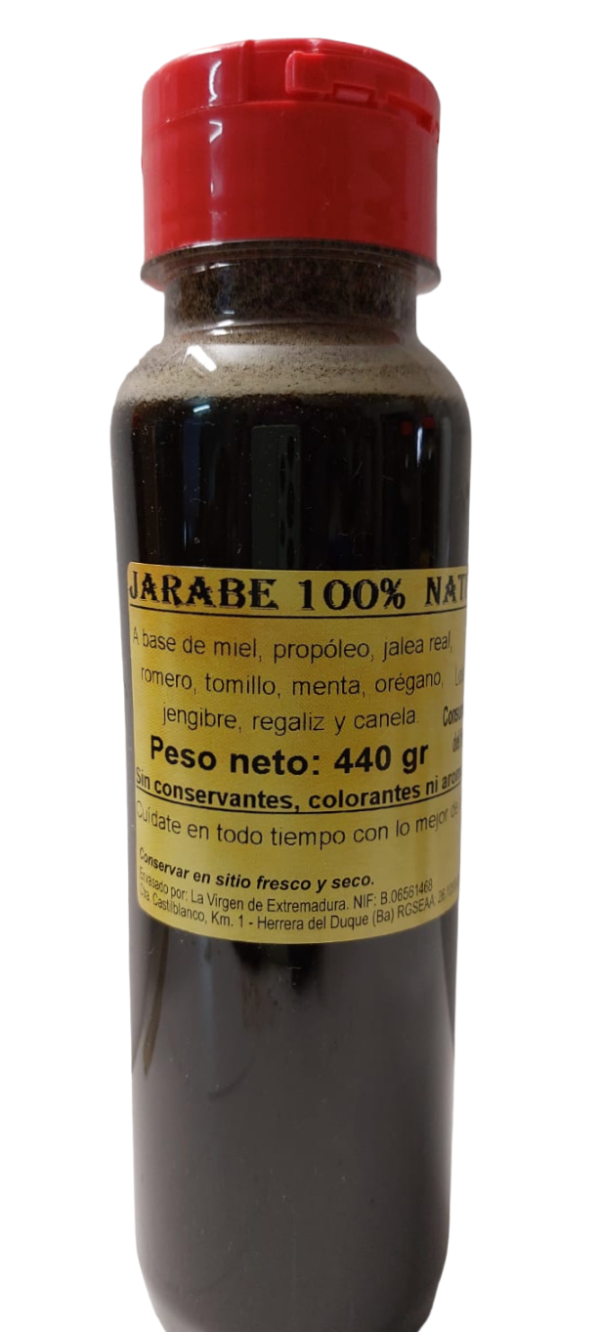 JARABE 100%
A base de miel, propóleo, jalea real,
romero, tomillo, menta, orégano,
jengibre, regaliz y canela.
Peso neto: 440 gr
Sin conservantes, colorantes ni
Cuídate en todo tiempo con lo mejor
Conservar en sitio fresco y seco.
Envasado por: La Virgen de Extremadura. NIF: B.06561468
Ctra. Castilblanco, Km. 1 - Herrera del Duque (Ba) RGSEAA